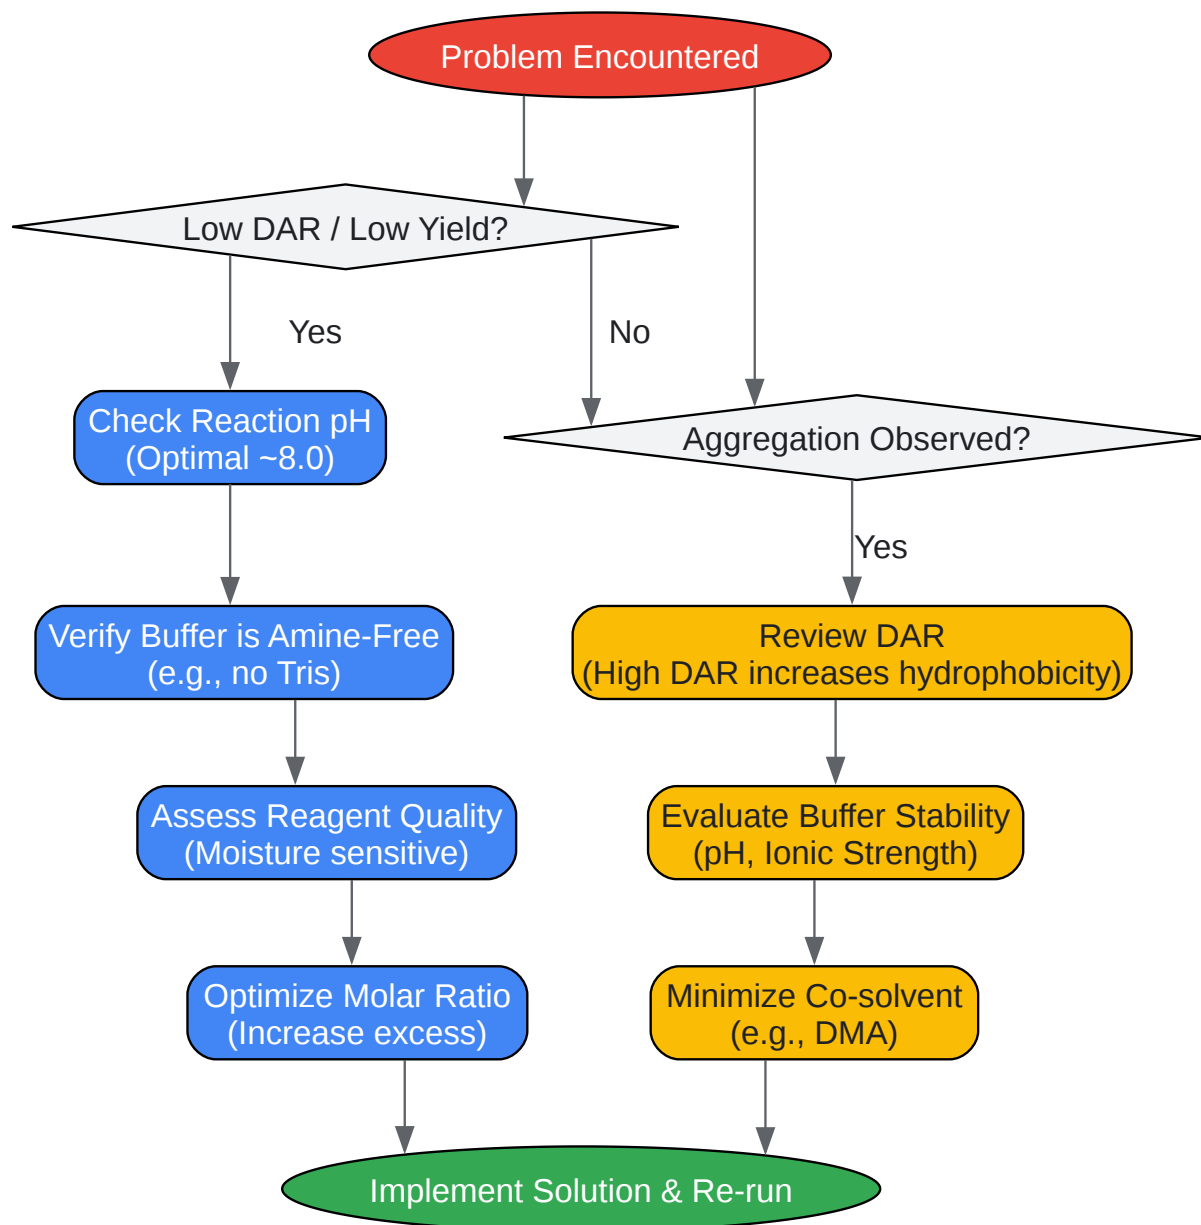 Problem Encountered
Low DAR / Low Yield?
Yes
No
Check Reaction pH
(Optimal ~8.0)
Aggregation Observed?
Yes
Verify Buffer is Amine-Free
(e.g., no Tris)
Review DAR
(High DAR increases hydrophobicity)
Assess Reagent Quality
(Moisture sensitive)
Evaluate Buffer Stability
(pH, Ionic Strength)
Optimize Molar Ratio
(Increase excess)
Minimize Co-solvent
(e.g., DMA)
Implement Solution & Re-run